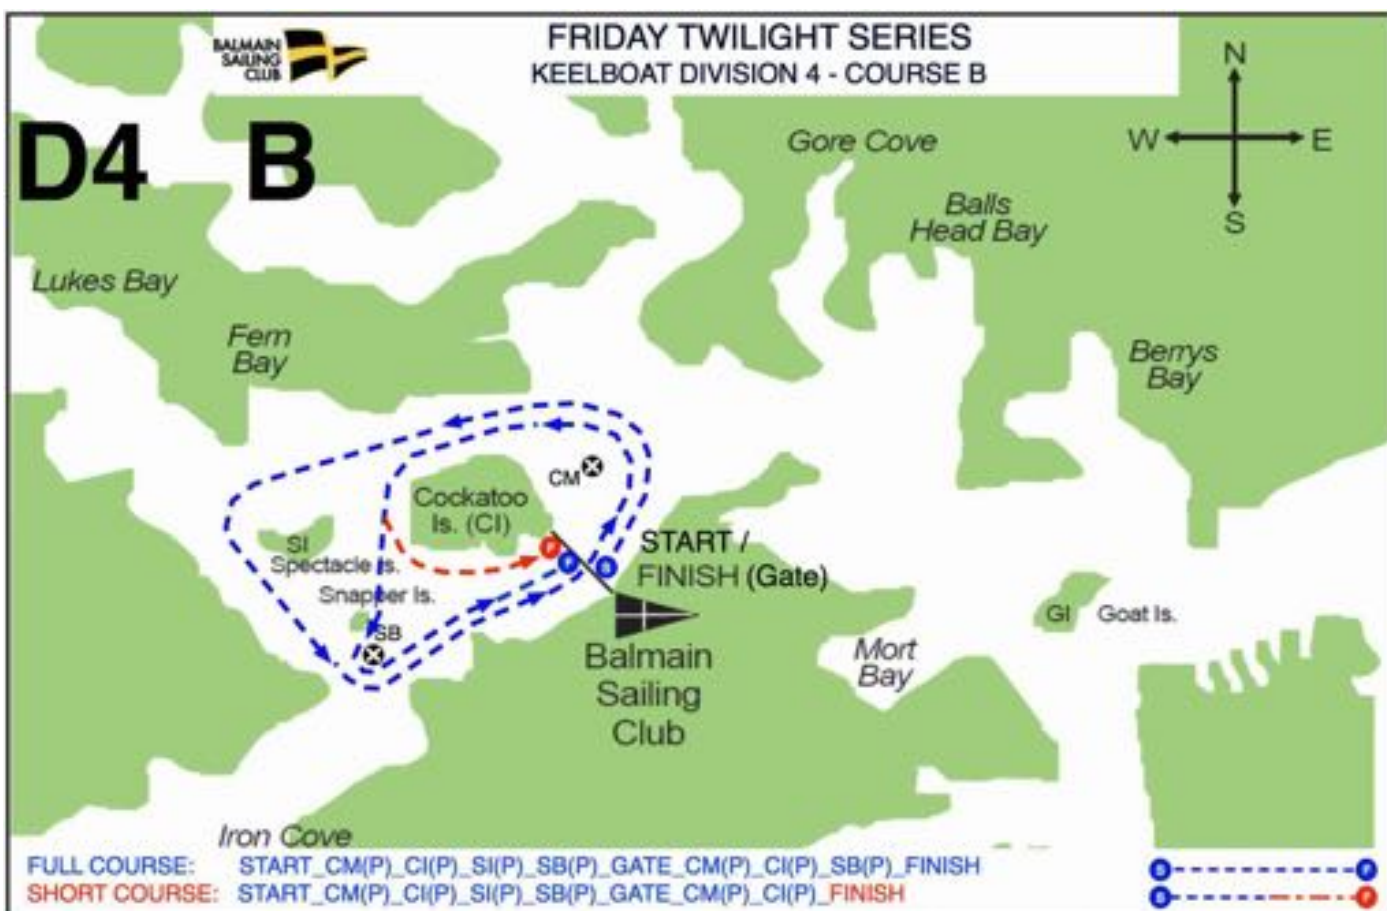 BALMAIN
SAILING
CLUB
FRIDAY TWILIGHT SERIES
KEELBOAT DIVISION 4 - COURSE B
N
W E
S
D4 B
Gore Cove
Balls
Head Bay
Lukes Bay
Fern
Bay
Berrys
Bay
CM
Cockatoo
Is. (CI)
SI
Spectacle Is.
Snapper Is.
SB
F
F
S
START /
FINISH (Gate)
GI Goat Is.
Balmain
Sailing
Club
Mort
Bay
Iron Cove
FULL COURSE: START_CM(P)_CI(P)_SI(P)_SB(P)_GATE_CM(P)_CI(P)_SB(P)_FINISH
S F
SHORT COURSE: START_CM(P)_CI(P)_SI(P)_SB(P)_GATE_CM(P)_CI(P)_FINISH
S F